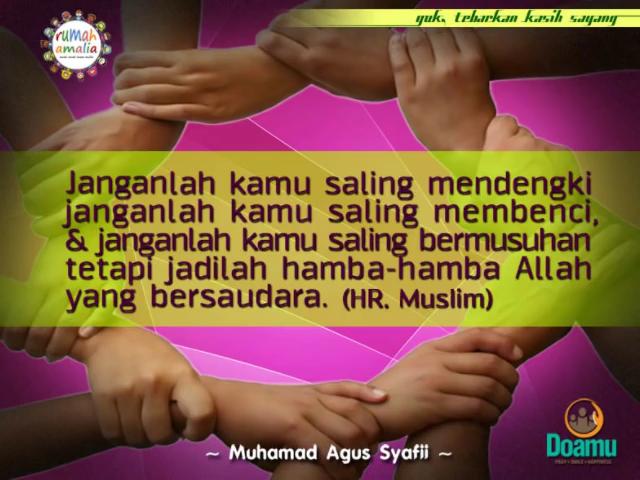 yuk, tebarkan kasih sayang
rumah
amalia
Janganlah kamu saling mendengki
janganlah kamu saling membenci,
& janganlah kamu saling bermusuhan
tetapi jadilah hamba-hamba Allah
yang bersaudara. (HR. Muslim)
~ Muhamad Agus Syafii ~
Doamu